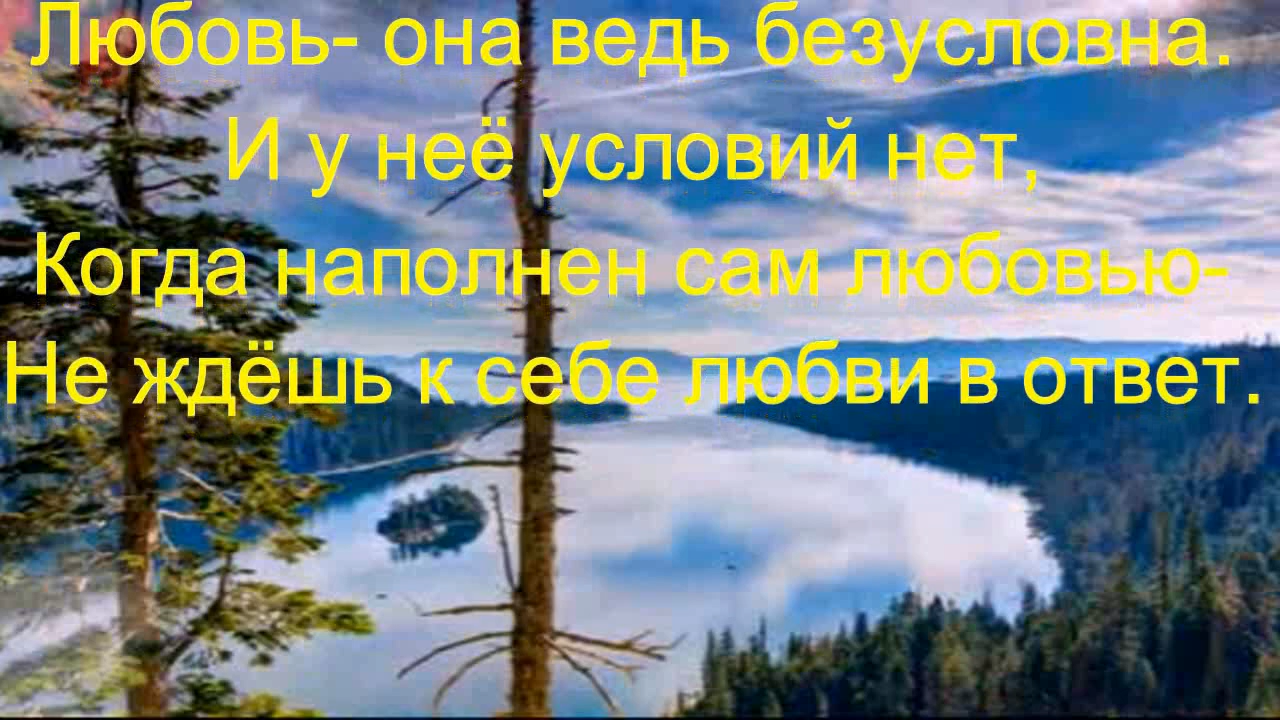 Любовь- она ведь безусловна.
И у неё условий нет,
Когда наполнен сам любовью-
Не ждёшь к себе любви в ответ.